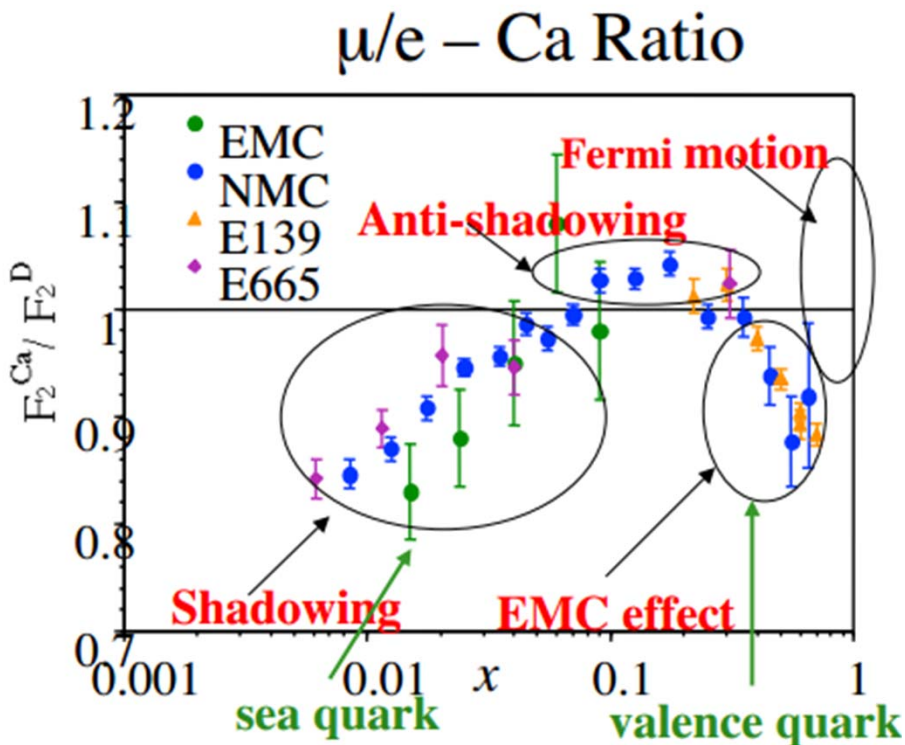 μ/e – Ca Ratio
1.2
EMC
NMC
E139
E665
Fermi motion
1.1
Anti-shadowing
F₂ᶜᵃ/ F₂ᴰ
1
0.9
0.8
Shadowing
EMC effect
0.7
0.001
0.01
x
0.1
1
sea quark
valence quark